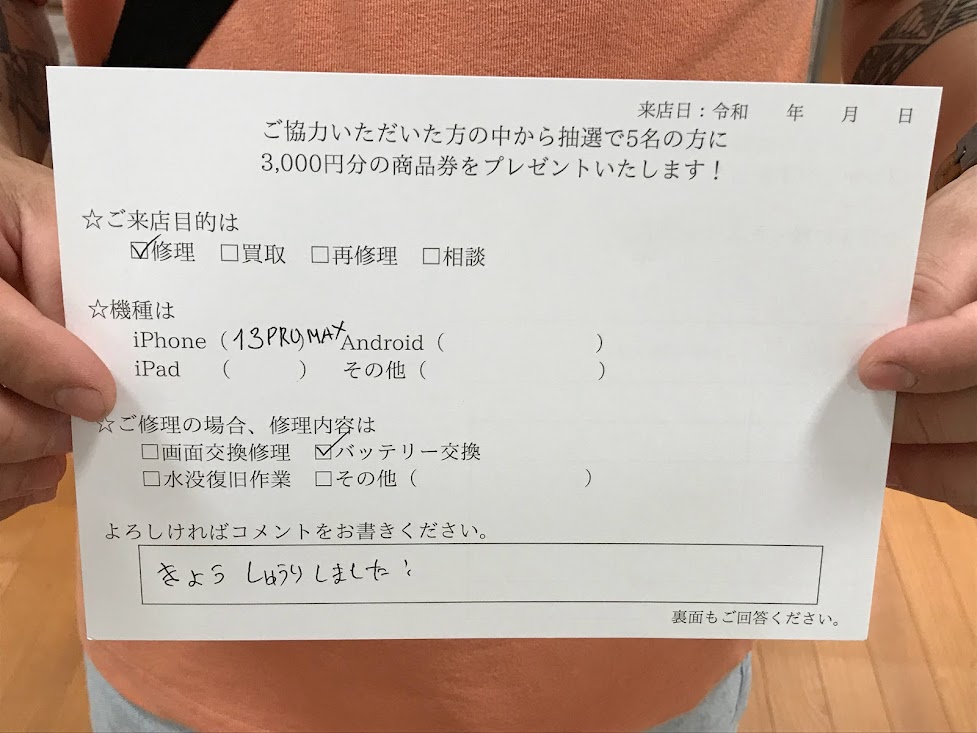 来店日：令和　　年　　月　　日
ご協力いただいた方の中から抽選で5名の方に
3,000円分の商品券をプレゼントいたします！
☆ご来店目的は
☑修理　□買取　□再修理　□相談
☆機種は
iPhone（13PRO MAX）Android（　　　　　　）
iPad　（　　　）　その他（　　　　　　　）
☆ご修理の場合、修理内容は
□画面交換修理　☑バッテリー交換
□水没復旧作業　□その他（　　　　　　　）
よろしければコメントをお書きください。
きょう しゅうり しました！
裏面もご回答ください。